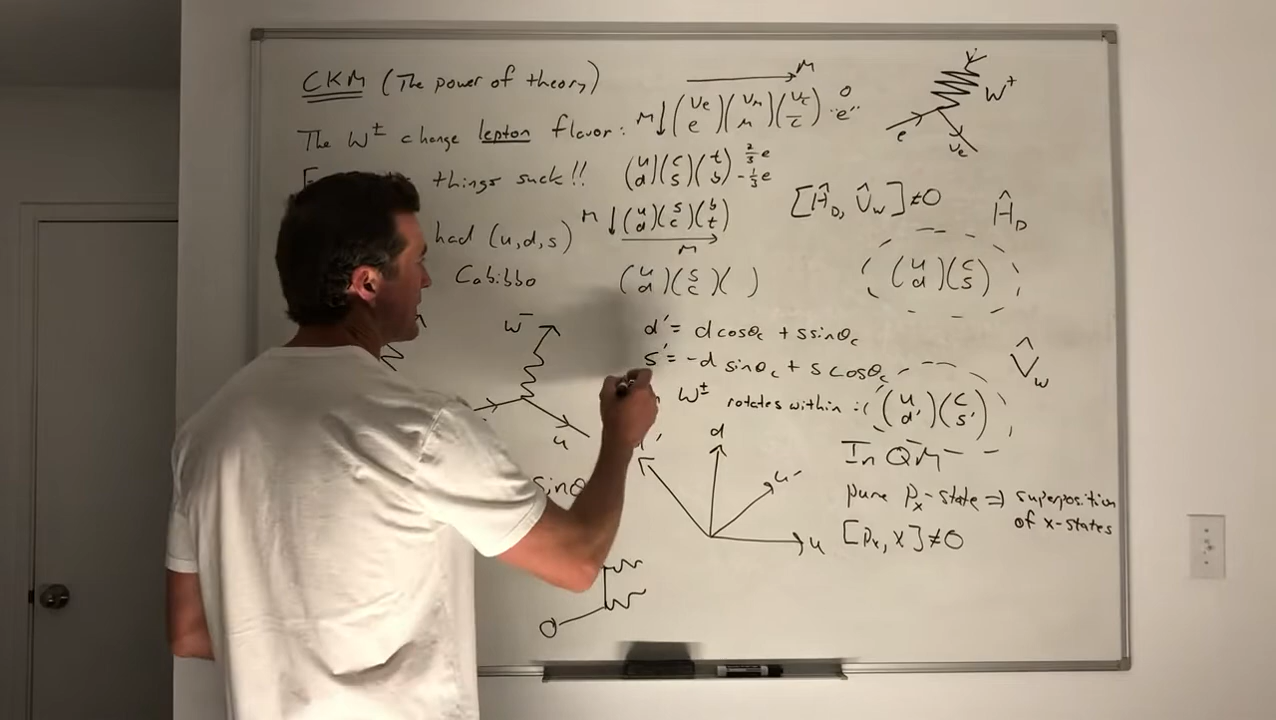 CKM (The power of theory)
M
The W± change lepton flavor: M↓ (νe e)(νμ μ)(ντ τ) 0 "e"
W+
e
νe
things suck!! (u d)(c s)(t b) 2/3 e -1/3 e
[Ĥ_D, Û_W] ≠ 0
Ĥ_D
had (u,d,s) M↓ (u d)(s c)(b t)
M
(u d)(c s)
Cabibbo (u d)(s c)( )
W-
u
d' = d cosθc + s sinθc
s' = -d sinθc + s cosθc
V̂_W
W± rotates within: (u d')(c s')
d
u'
u
In QM
pure Px-state ⇒ superposition
of x-states
[Px, X] ≠ 0
sinθ